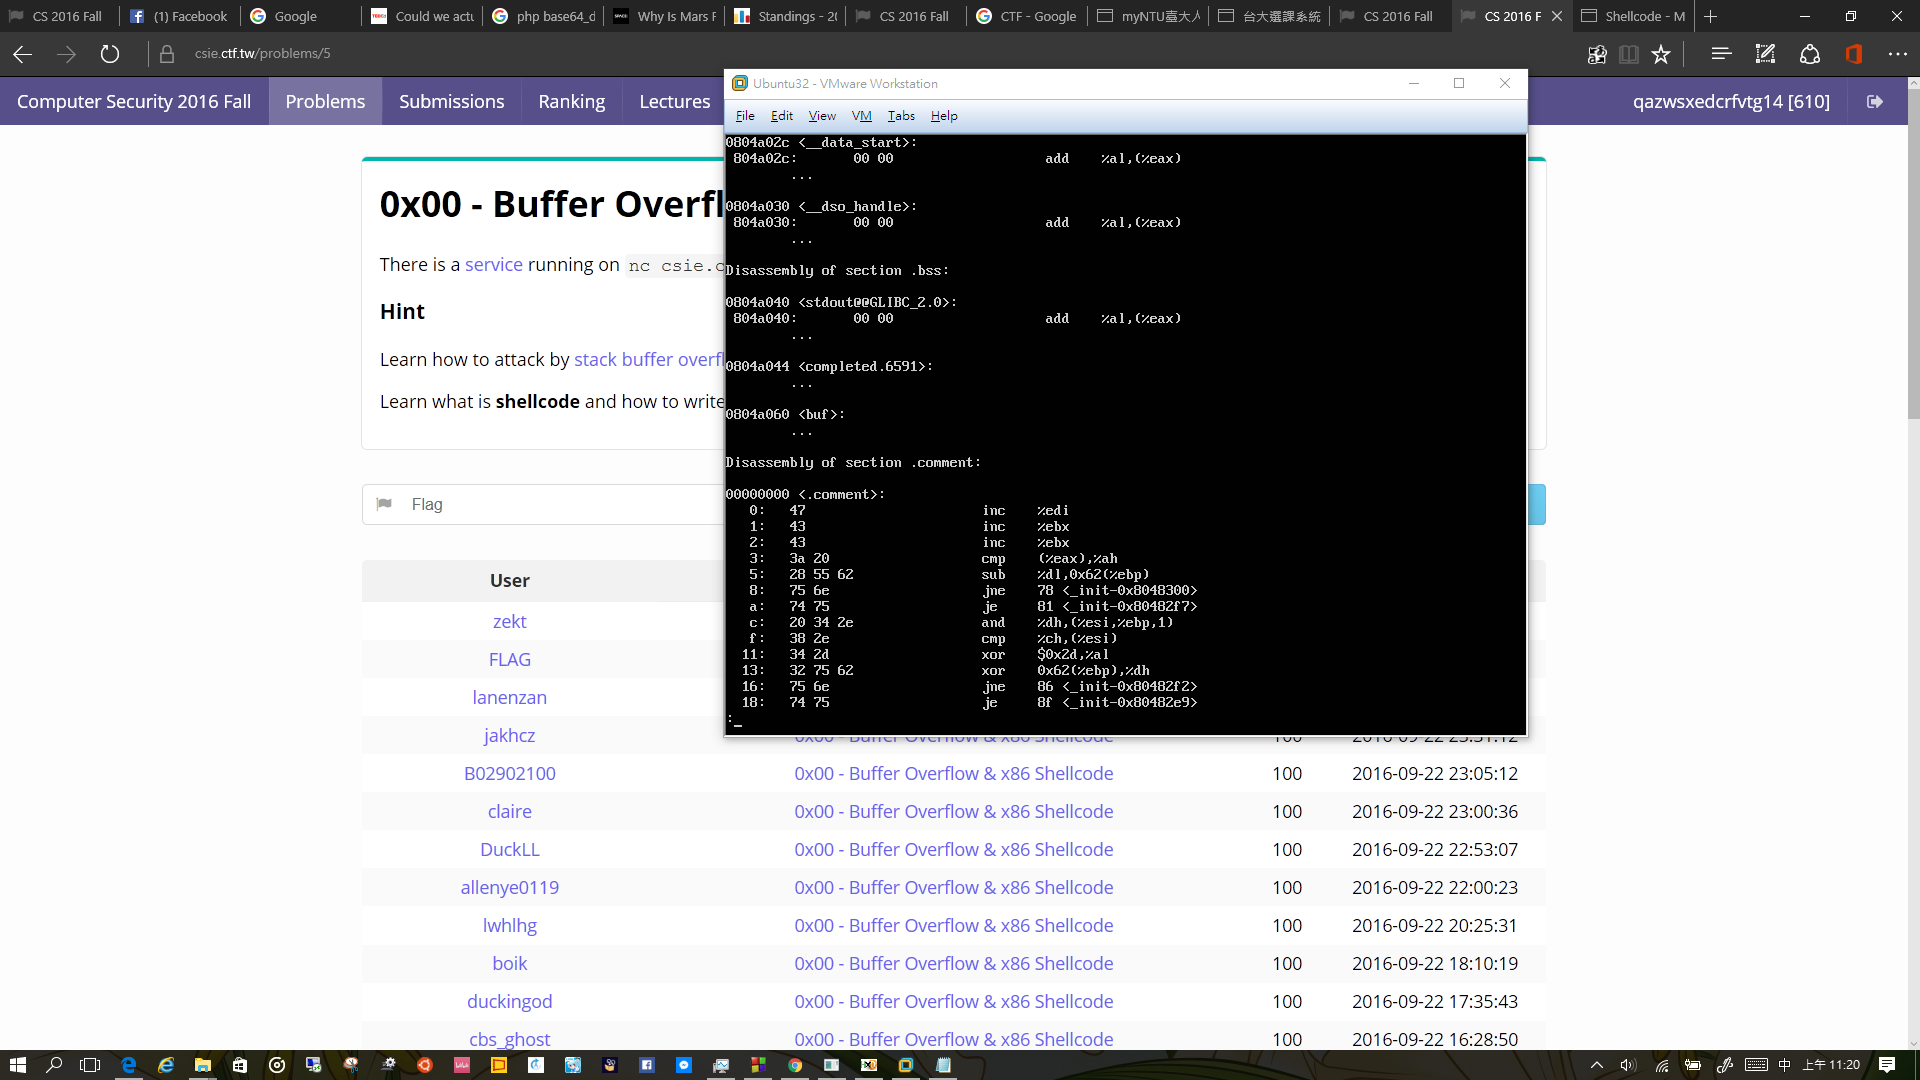 CS 2016 Fall
(1) Facebook
Google
Could we actu
php base64_d
Why Is Mars F
Standings - 20
CS 2016 Fall
CTF - Google
myNTU臺大人
台大選課系統
CS 2016 Fall
CS 2016 F
Shellcode - M
csie.ctf.tw/problems/5
Computer Security 2016 Fall
Problems
Submissions
Ranking
Lectures
qazwsxedcrfvtg14 [610]
Ubuntu32 - VMware Workstation
File Edit View VM Tabs Help
0x00 - Buffer Overfl
There is a service running on nc csie.c
Hint
Learn how to attack by stack buffer overfl
Learn what is shellcode and how to write
Flag
0804a02c <__data_start>:
804a02c: 00 00 add %al,(%eax)
...
0804a030 <__dso_handle>:
804a030: 00 00 add %al,(%eax)
...
Disassembly of section .bss:
0804a040 <stdout@@GLIBC_2.0>:
804a040: 00 00 add %al,(%eax)
...
0804a044 <completed.6591>:
...
0804a060 <buf>:
...
Disassembly of section .comment:
00000000 <.comment>:
0: 47 inc %edi
1: 43 inc %ebx
2: 43 inc %ebx
3: 3a 20 cmp (%eax),%ah
5: 28 55 62 sub %dl,0x62(%ebp)
8: 75 6e jne 78 <_init-0x8048300>
a: 74 75 je 81 <_init-0x80482f7>
c: 20 34 2e and %dh,(%esi,%ebp,1)
f: 38 2e cmp %ch,(%esi)
11: 34 2d xor $0x2d,%al
13: 32 75 62 xor 0x62(%ebp),%dh
16: 75 6e jne 86 <_init-0x80482f2>
18: 74 75 je 8f <_init-0x80482e9>
:_
User
zekt
FLAG
lanenzan
jakhcz 0x00 - Buffer Overflow & x86 Shellcode 100 2016-09-22 23:31:12
B02902100 0x00 - Buffer Overflow & x86 Shellcode 100 2016-09-22 23:05:12
claire 0x00 - Buffer Overflow & x86 Shellcode 100 2016-09-22 23:00:36
DuckLL 0x00 - Buffer Overflow & x86 Shellcode 100 2016-09-22 22:53:07
allenye0119 0x00 - Buffer Overflow & x86 Shellcode 100 2016-09-22 22:00:23
lwhlhg 0x00 - Buffer Overflow & x86 Shellcode 100 2016-09-22 20:25:31
boik 0x00 - Buffer Overflow & x86 Shellcode 100 2016-09-22 18:10:19
duckingod 0x00 - Buffer Overflow & x86 Shellcode 100 2016-09-22 17:35:43
cbs_ghost 0x00 - Buffer Overflow & x86 Shellcode 100 2016-09-22 16:28:50
中 上午 11:20